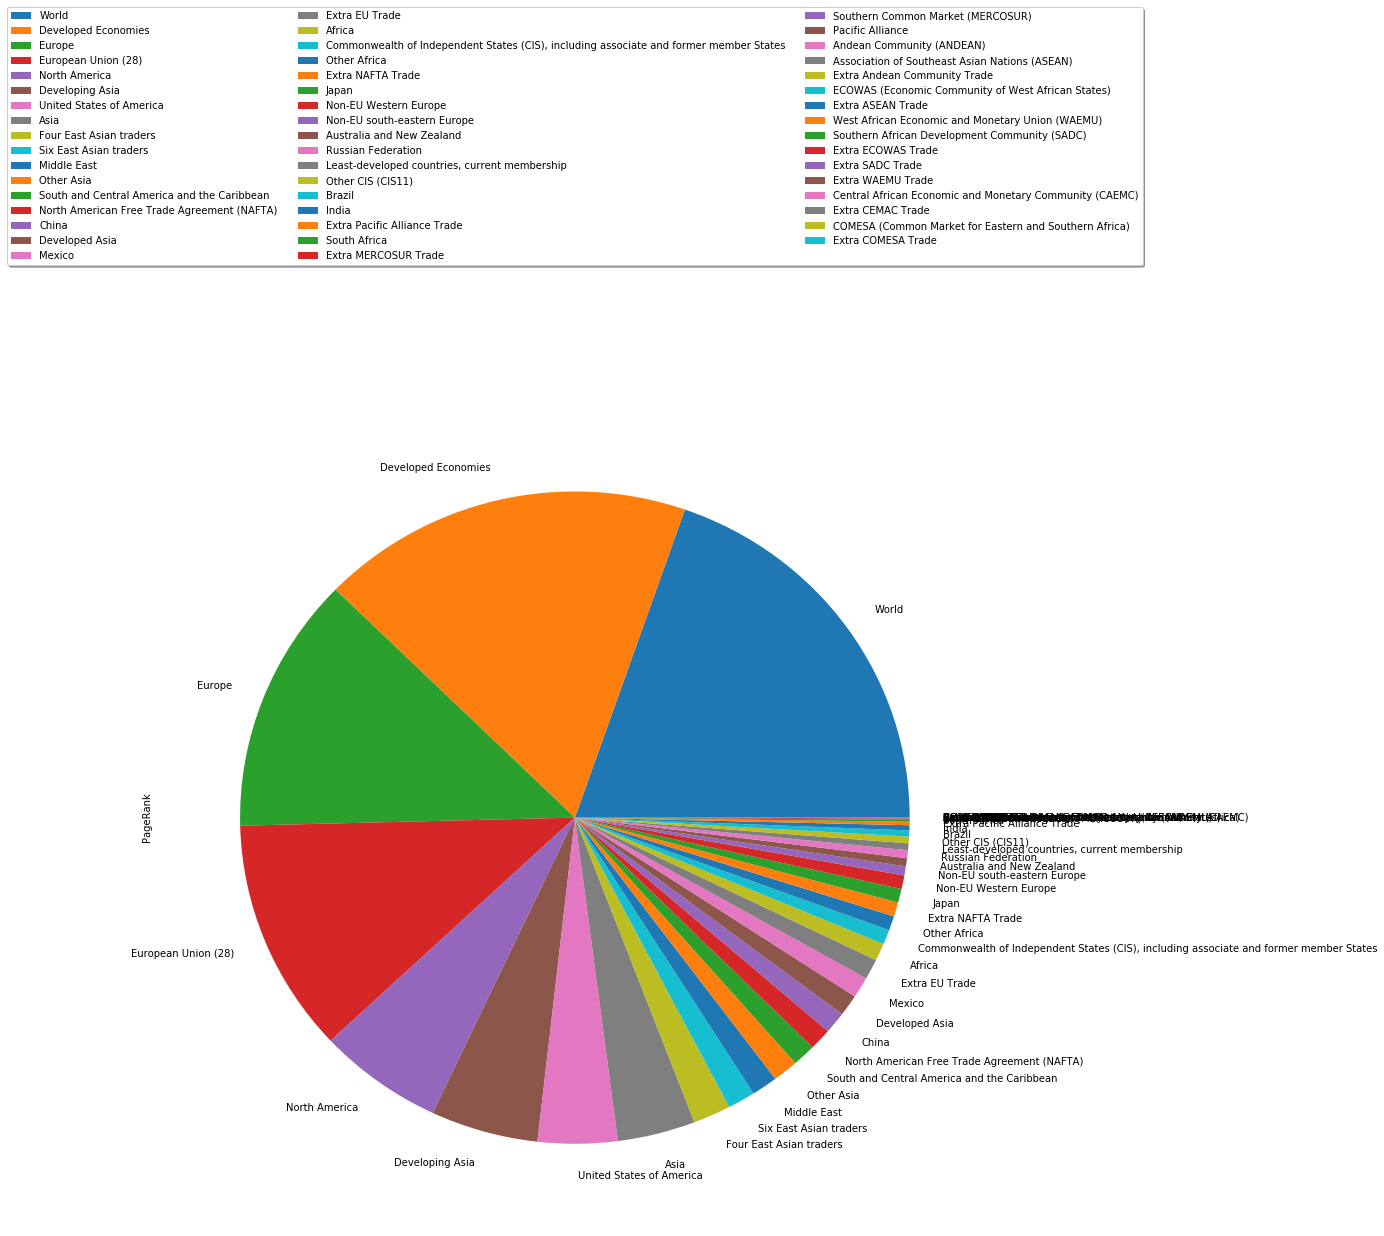 World
Developed Economies
Europe
European Union (28)
North America
Developing Asia
United States of America
Asia
Four East Asian traders
Six East Asian traders
Middle East
Other Asia
South and Central America and the Caribbean
North American Free Trade Agreement (NAFTA)
China
Developed Asia
Mexico
Extra EU Trade
Africa
Commonwealth of Independent States (CIS), including associate and former member States
Other Africa
Extra NAFTA Trade
Japan
Non-EU Western Europe
Non-EU south-eastern Europe
Australia and New Zealand
Russian Federation
Least-developed countries, current membership
Other CIS (CIS11)
Brazil
India
Extra Pacific Alliance Trade
South Africa
Extra MERCOSUR Trade
Southern Common Market (MERCOSUR)
Pacific Alliance
Andean Community (ANDEAN)
Association of Southeast Asian Nations (ASEAN)
Extra Andean Community Trade
ECOWAS (Economic Community of West African States)
Extra ASEAN Trade
West African Economic and Monetary Union (WAEMU)
Southern African Development Community (SADC)
Extra ECOWAS Trade
Extra SADC Trade
Extra WAEMU Trade
Central African Economic and Monetary Community (CAEMC)
Extra CEMAC Trade
COMESA (Common Market for Eastern and Southern Africa)
Extra COMESA Trade
Developed Economies
World
Europe
PageRank
European Union (28)
North America
Developing Asia
United States of America
Asia
Four East Asian traders
Six East Asian traders
Middle East
Other Asia
South and Central America and the Caribbean
North American Free Trade Agreement (NAFTA)
China
Developed Asia
Mexico
Extra EU Trade
Africa
Commonwealth of Independent States (CIS), including associate and former member States
Other Africa
Extra NAFTA Trade
Japan
Non-EU Western Europe
Non-EU south-eastern Europe
Australia and New Zealand
Russian Federation
Least-developed countries, current membership
Other CIS (CIS11)
Brazil
India
Extra Pacific Alliance Trade